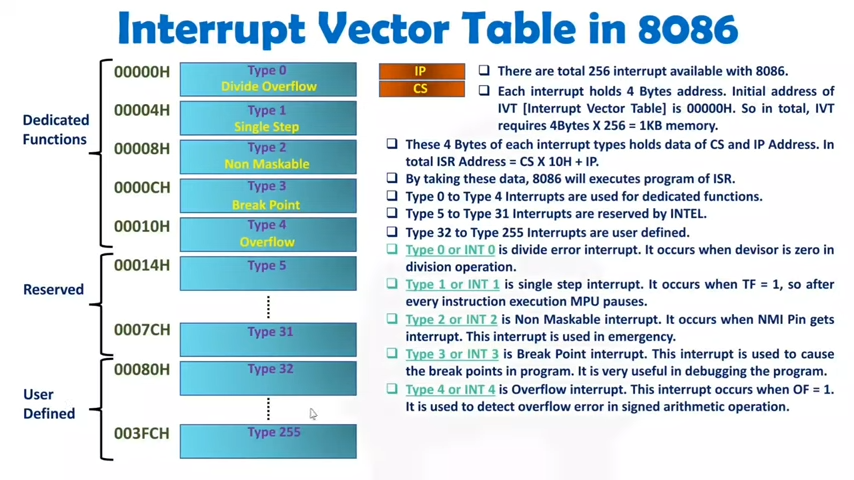 Interrupt Vector Table in 8086
Dedicated
Functions
Reserved
User
Defined
00000H
Type 0
Divide Overflow
00004H
Type 1
Single Step
00008H
Type 2
Non Maskable
0000CH
Type 3
Break Point
00010H
Type 4
Overflow
00014H
Type 5
0007CH
Type 31
00080H
Type 32
003FCH
Type 255
IP
CS
There are total 256 interrupt available with 8086.
Each interrupt holds 4 Bytes address. Initial address of
IVT [Interrupt Vector Table] is 00000H. So in total, IVT
requires 4Bytes X 256 = 1KB memory.
These 4 Bytes of each interrupt types holds data of CS and IP Address. In
total ISR Address = CS X 10H + IP.
By taking these data, 8086 will executes program of ISR.
Type 0 to Type 4 Interrupts are used for dedicated functions.
Type 5 to Type 31 Interrupts are reserved by INTEL.
Type 32 to Type 255 Interrupts are user defined.
Type 0 or INT 0 is divide error interrupt. It occurs when devisor is zero in
division operation.
Type 1 or INT 1 is single step interrupt. It occurs when TF = 1, so after
every instruction execution MPU pauses.
Type 2 or INT 2 is Non Maskable interrupt. It occurs when NMI Pin gets
interrupt. This interrupt is used in emergency.
Type 3 or INT 3 is Break Point interrupt. This interrupt is used to cause
the break points in program. It is very useful in debugging the program.
Type 4 or INT 4 is Overflow interrupt. This interrupt occurs when OF = 1.
It is used to detect overflow error in signed arithmetic operation.